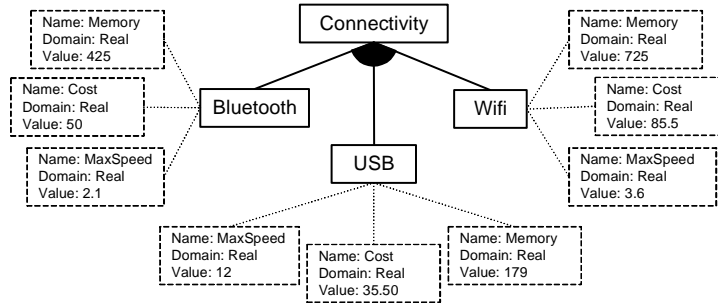 Connectivity
Name: Memory
Domain: Real
Value: 425
Name: Cost
Domain: Real
Value: 50
Name: MaxSpeed
Domain: Real
Value: 2.1
Bluetooth
USB
Wifi
Name: Memory
Domain: Real
Value: 725
Name: Cost
Domain: Real
Value: 85.5
Name: MaxSpeed
Domain: Real
Value: 3.6
Name: MaxSpeed
Domain: Real
Value: 12
Name: Cost
Domain: Real
Value: 35.50
Name: Memory
Domain: Real
Value: 179